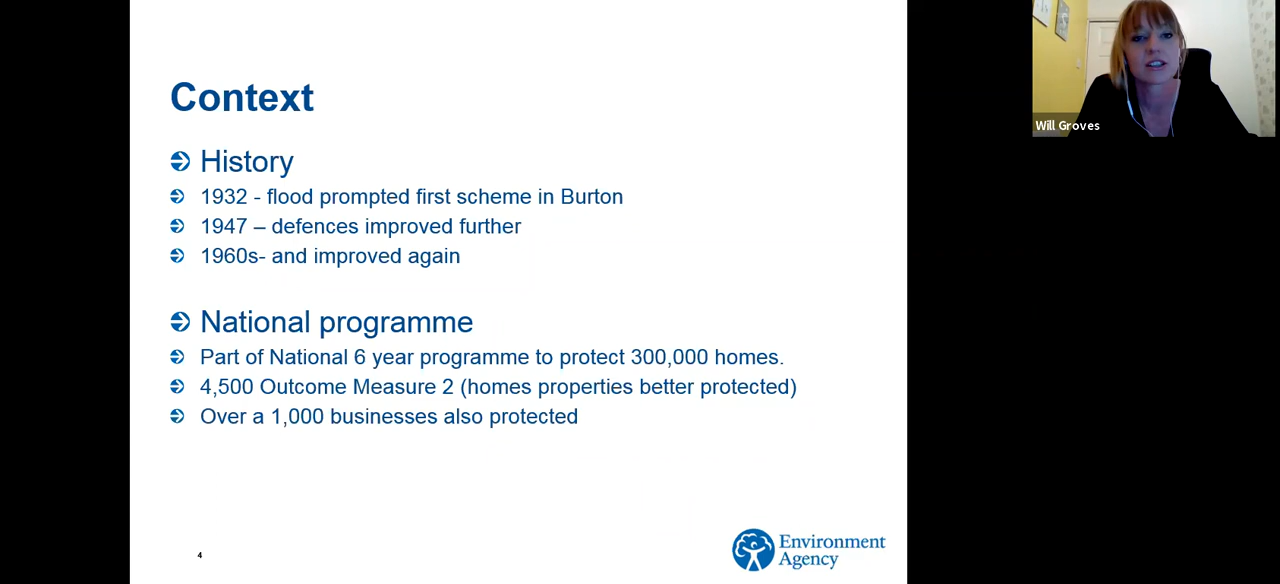 Context
History
1932 - flood prompted first scheme in Burton
1947 – defences improved further
1960s- and improved again
National programme
Part of National 6 year programme to protect 300,000 homes.
4,500 Outcome Measure 2 (homes properties better protected)
Over a 1,000 businesses also protected
4
Environment
Agency
Will Groves